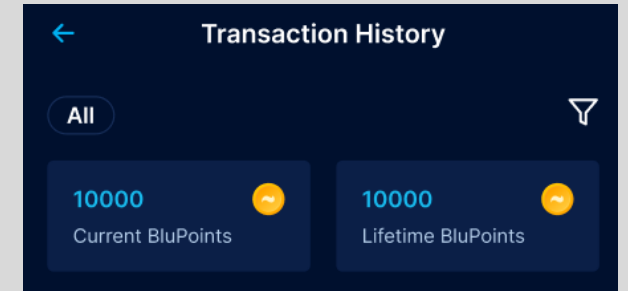 Transaction History
All
10000
Current BluPoints
10000
Lifetime BluPoints